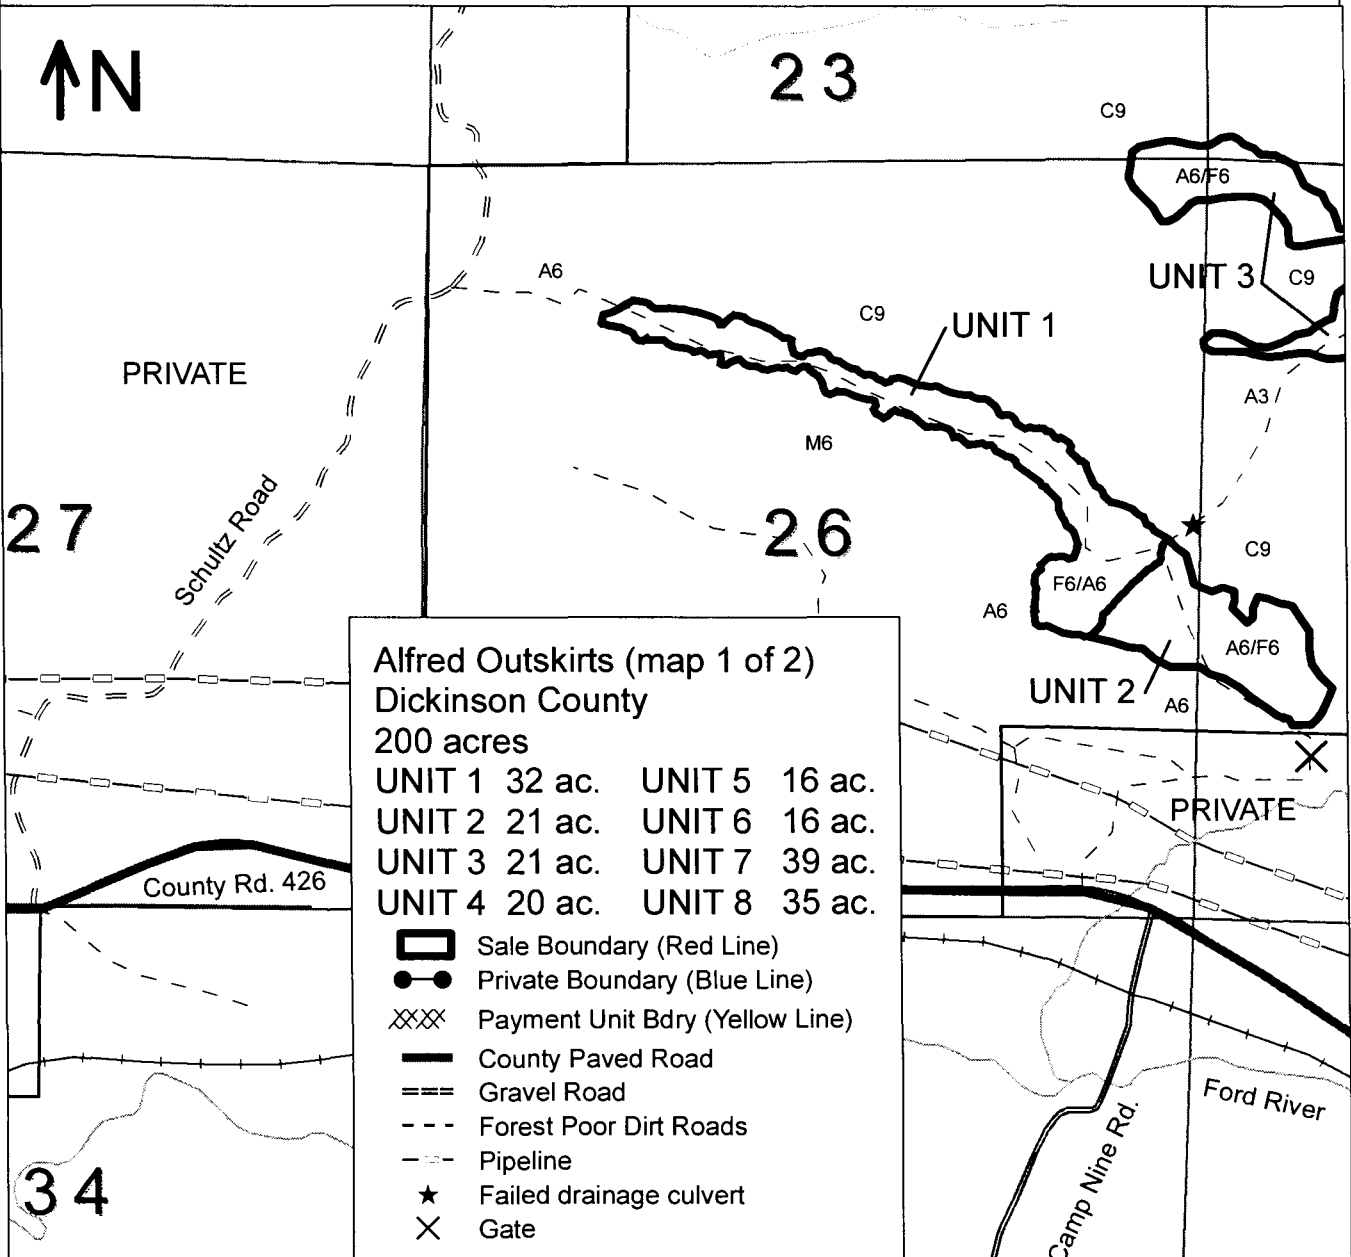 N
23
C9
A6/F6
UNIT 3
C9
A6
C9
UNIT 1
PRIVATE
A3
M6
27
Schultz Road
26
C9
F6/A6
A6
A6/F6
UNIT 2
A6
PRIVATE
Alfred Outskirts (map 1 of 2)
Dickinson County
200 acres
UNIT 1 32 ac. UNIT 5 16 ac.
UNIT 2 21 ac. UNIT 6 16 ac.
UNIT 3 21 ac. UNIT 7 39 ac.
UNIT 4 20 ac. UNIT 8 35 ac.
Sale Boundary (Red Line)
Private Boundary (Blue Line)
Payment Unit Bdry (Yellow Line)
County Paved Road
Gravel Road
Forest Poor Dirt Roads
Pipeline
Failed drainage culvert
Gate
County Rd. 426
Ford River
Camp Nine Rd.
34